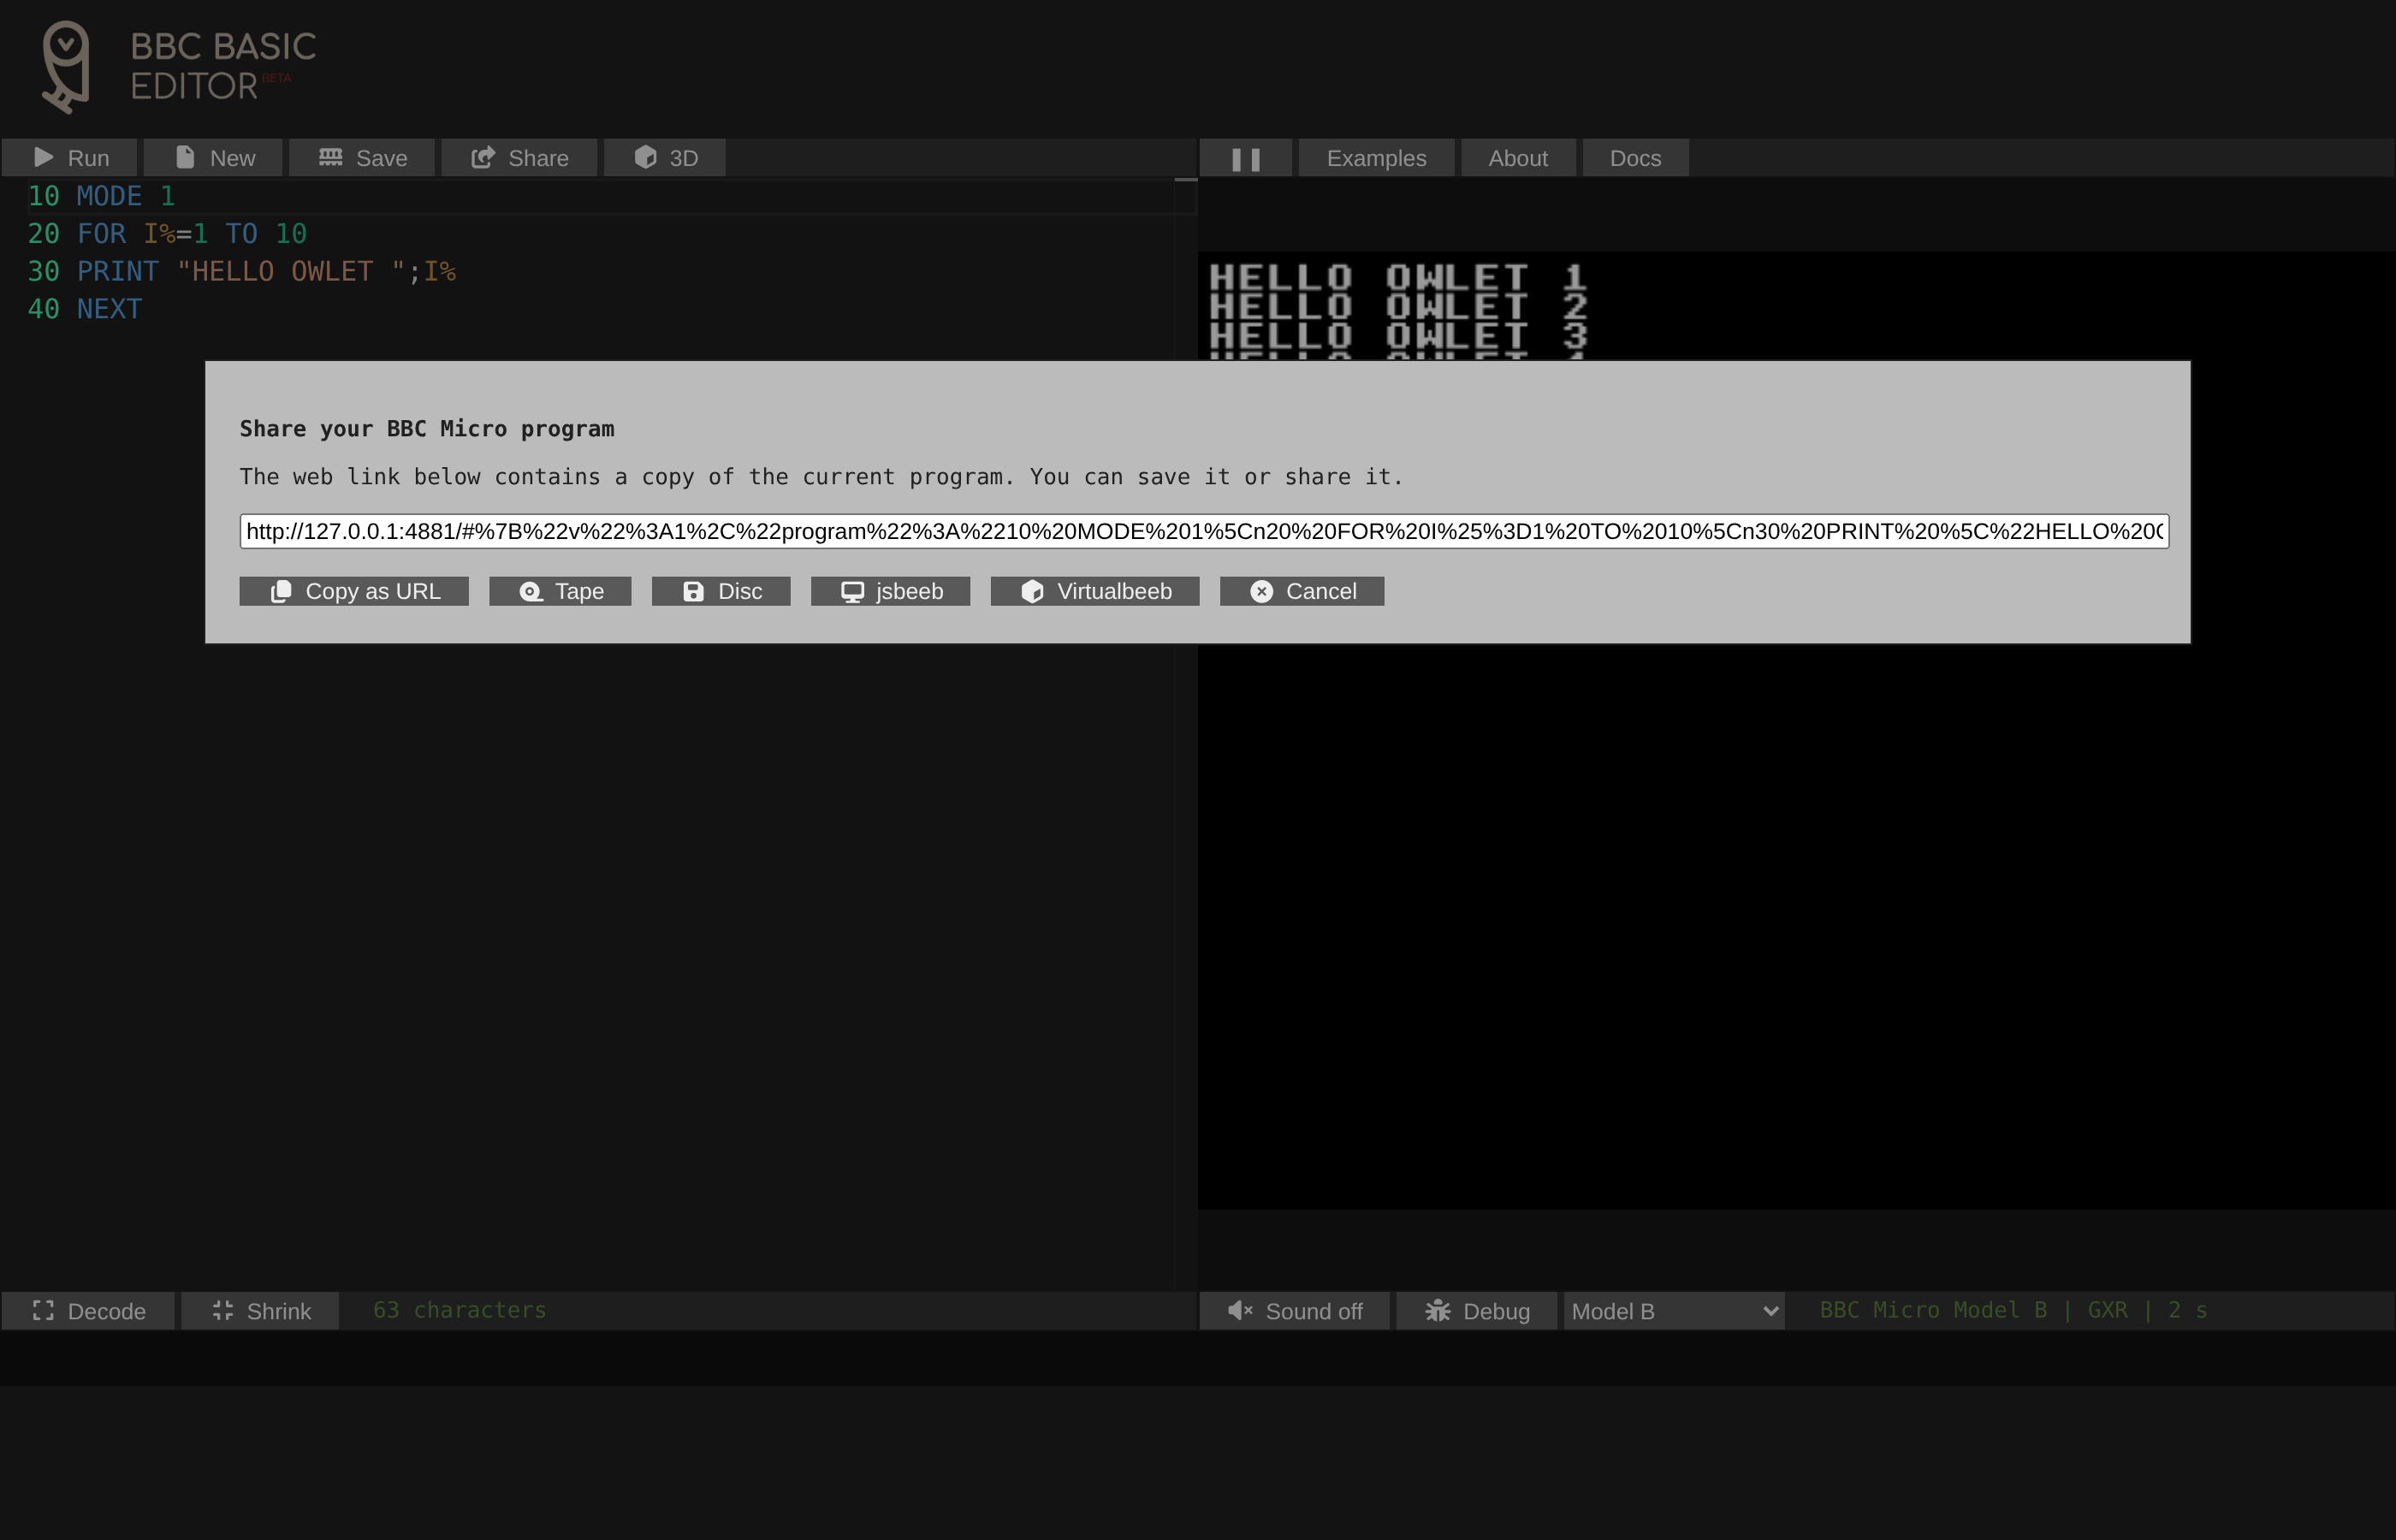 BBC BASIC
EDITOR BETA
Run New Save Share 3D Examples About Docs
10 MODE 1
20 FOR I%=1 TO 10
30 PRINT "HELLO OWLET ";I%
40 NEXT
HELLO OWLET 1
HELLO OWLET 2
HELLO OWLET 3
Share your BBC Micro program
The web link below contains a copy of the current program. You can save it or share it.
http://127.0.0.1:4881/#%7B%22v%22%3A1%2C%22program%22%3A%2210%20MODE%201%5Cn20%20FOR%20I%25%3D1%20TO%2010%5Cn30%20PRINT%20%5C%22HELLO%20
Copy as URL Tape Disc jsbeeb Virtualbeeb Cancel
Decode Shrink 63 characters Sound off Debug Model B BBC Micro Model B | GXR | 2 s